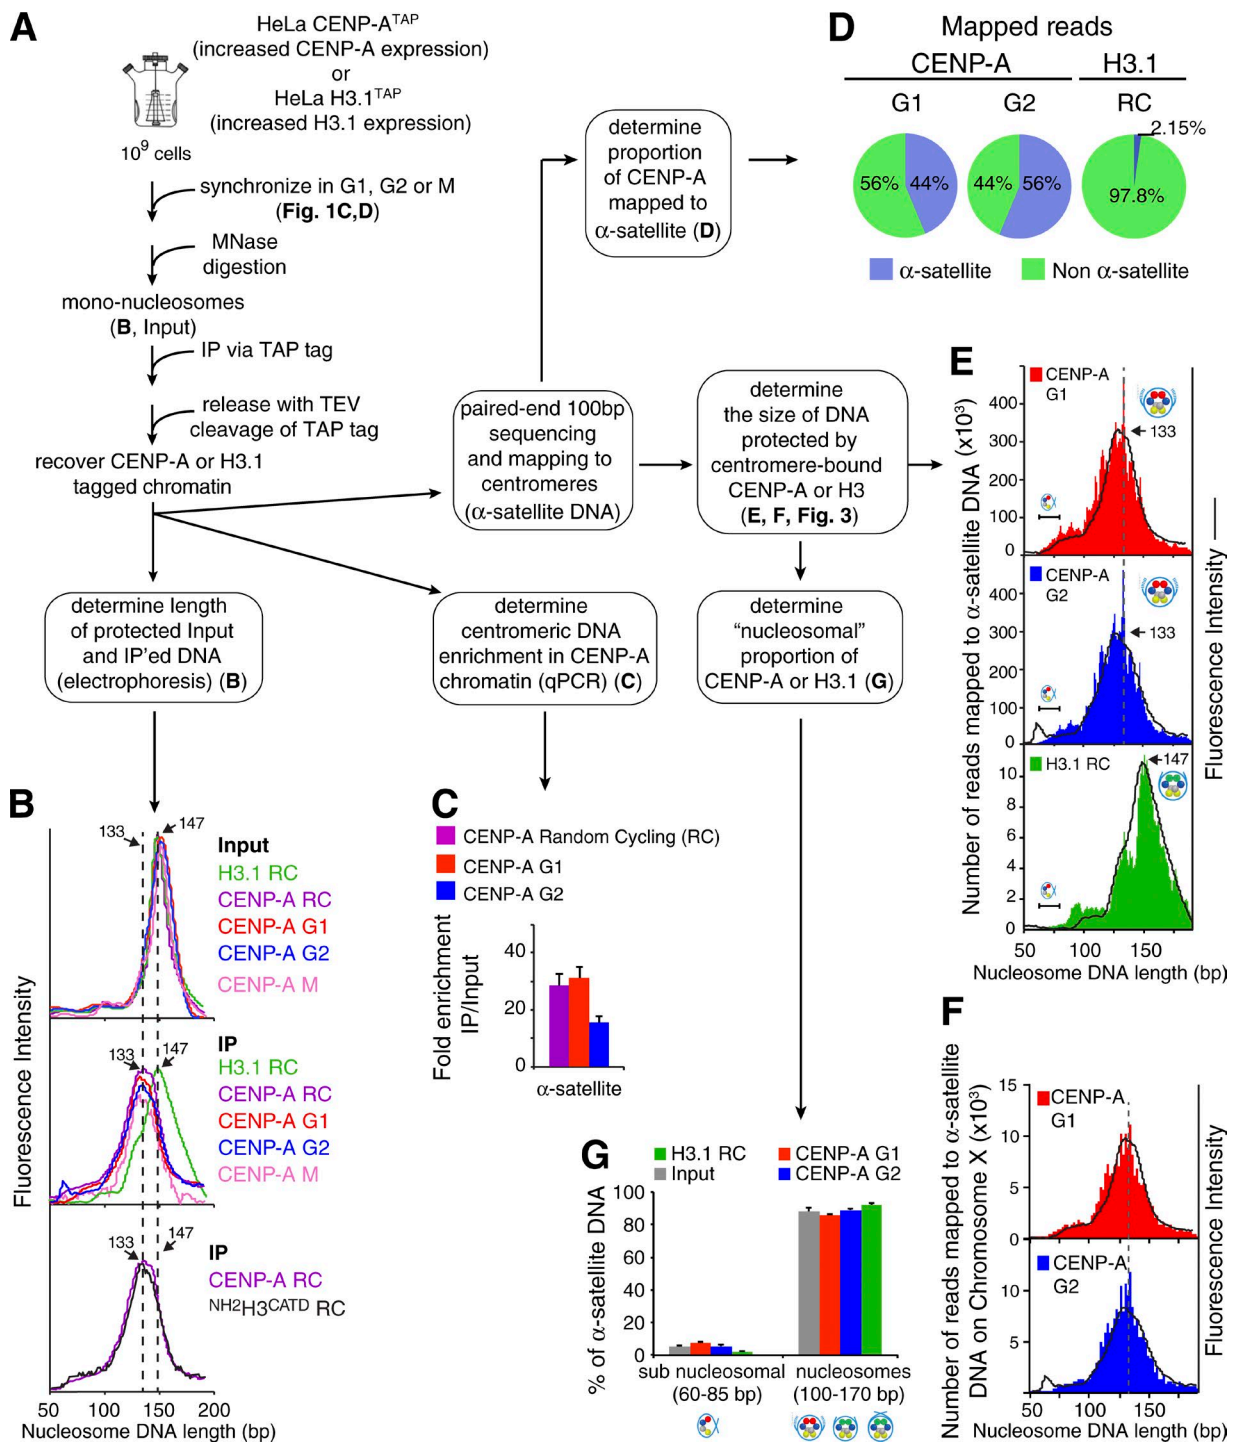 A
HeLa CENP-A^TAP
(increased CENP-A expression)
or
HeLa H3.1^TAP
(increased H3.1 expression)
10^9 cells
synchronize in G1, G2 or M
(Fig. 1C,D)
MNase
digestion
mono-nucleosomes
(B, Input)
IP via TAP tag
release with TEV
cleavage of TAP tag
recover CENP-A or H3.1
tagged chromatin
determine
proportion
of CENP-A
mapped to
α-satellite (D)
paired-end 100bp
sequencing
and mapping to
centromeres
(α-satellite DNA)
determine
the size of DNA
protected by
centromere-bound
CENP-A or H3
(E, F, Fig. 3)
determine length
of protected Input
and IP'ed DNA
(electrophoresis) (B)
determine
centromeric DNA
enrichment in CENP-A
chromatin (qPCR) (C)
determine
“nucleosomal”
proportion of
CENP-A or H3.1 (G)
D
Mapped reads
CENP-A H3.1
G1 G2 RC
2.15%
56% 44% 44% 56% 97.8%
α-satellite Non α-satellite
B
133 147
Input
H3.1 RC
CENP-A RC
CENP-A G1
CENP-A G2
CENP-A M
133 147
IP
H3.1 RC
CENP-A RC
CENP-A G1
CENP-A G2
CENP-A M
133 147
IP
CENP-A RC
NH2H3CATD RC
Fluorescence Intensity
50 100 150 200
Nucleosome DNA length (bp)
C
CENP-A Random Cycling (RC)
CENP-A G1
CENP-A G2
Fold enrichment
IP/Input
40
20
0
α-satellite
E
CENP-A
G1
133
400
300
200
100
0
CENP-A
G2
133
400
300
200
100
0
H3.1 RC
147
10
8
6
4
2
0
50 100 150
Nucleosome DNA length (bp)
Number of reads mapped to α-satellite DNA (x10^3)
Fluorescence Intensity
F
CENP-A
G1
15
10
5
0
CENP-A
G2
10
5
0
50 100 150
Nucleosome DNA length (bp)
Number of reads mapped to α-satellite
DNA on Chromosome X (x10^3)
Fluorescence Intensity
G
H3.1 RC CENP-A G1
Input CENP-A G2
% of α-satellite DNA
100
80
60
40
20
0
sub nucleosomal nucleosomes
(60-85 bp) (100-170 bp)